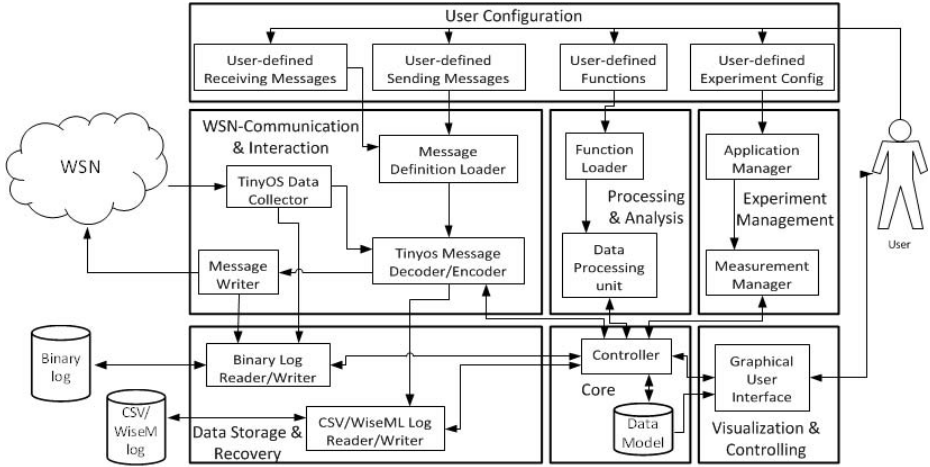 User Configuration
User-defined
Receiving Messages
User-defined
Sending Messages
User-defined
Functions
User-defined
Experiment Config
WSN-Communication
& Interaction
Message
Definition Loader
TinyOS Data
Collector
Tinyos Message
Decoder/Encoder
Message
Writer
WSN
Function
Loader
Processing
& Analysis
Data
Processing
unit
Application
Manager
Experiment
Management
Measurement
Manager
User
Binary
log
CSV/
WiseM
log
Binary Log
Reader/Writer
CSV/WiseML Log
Reader/Writer
Data Storage &
Recovery
Controller
Core
Data
Model
Graphical
User
Interface
Visualization &
Controlling